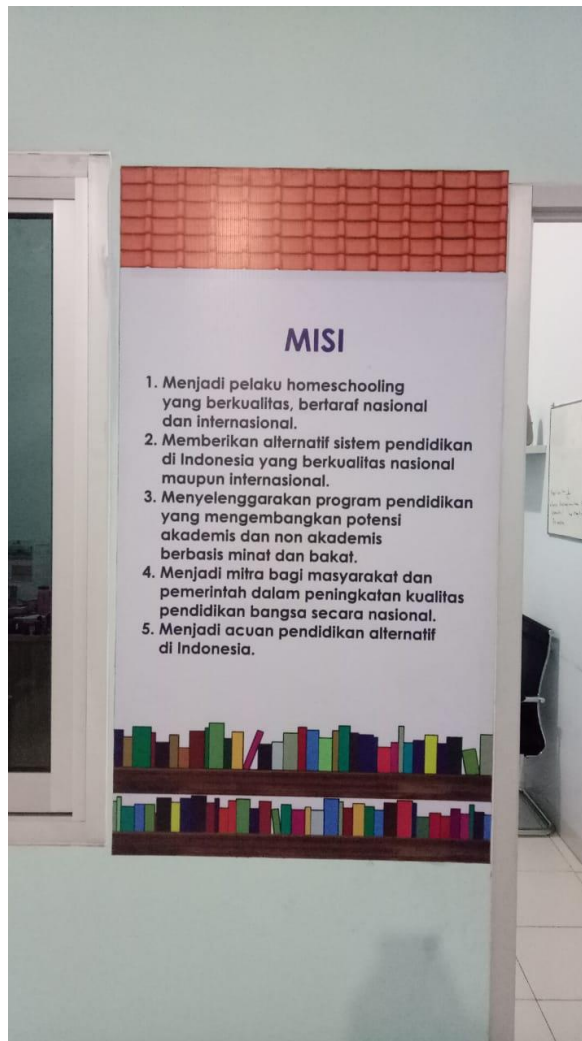 MISI
1. Menjadi pelaku homeschooling
yang berkualitas, bertaraf nasional
dan internasional.
2. Memberikan alternatif sistem pendidikan
di Indonesia yang berkualitas nasional
maupun internasional.
3. Menyelenggarakan program pendidikan
yang mengembangkan potensi
akademis dan non akademis
berbasis minat dan bakat.
4. Menjadi mitra bagi masyarakat dan
pemerintah dalam peningkatan kualitas
pendidikan bangsa secara nasional.
5. Menjadi acuan pendidikan alternatif
di Indonesia.